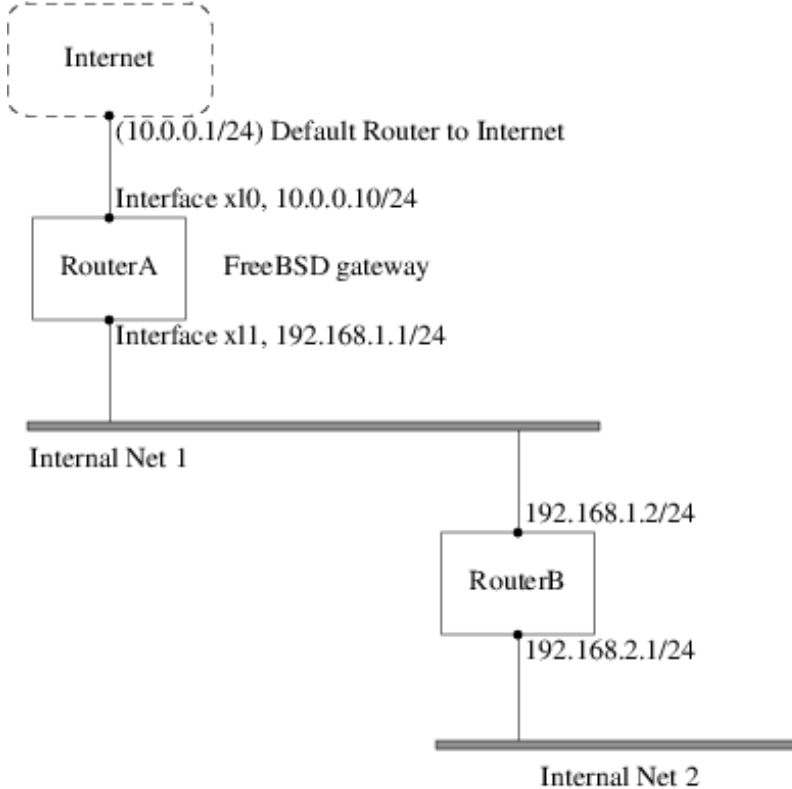 Internet
(10.0.0.1/24) Default Router to Internet
Interface xl0, 10.0.0.10/24
RouterA
FreeBSD gateway
Interface xl1, 192.168.1.1/24
Internal Net 1
192.168.1.2/24
RouterB
192.168.2.1/24
Internal Net 2